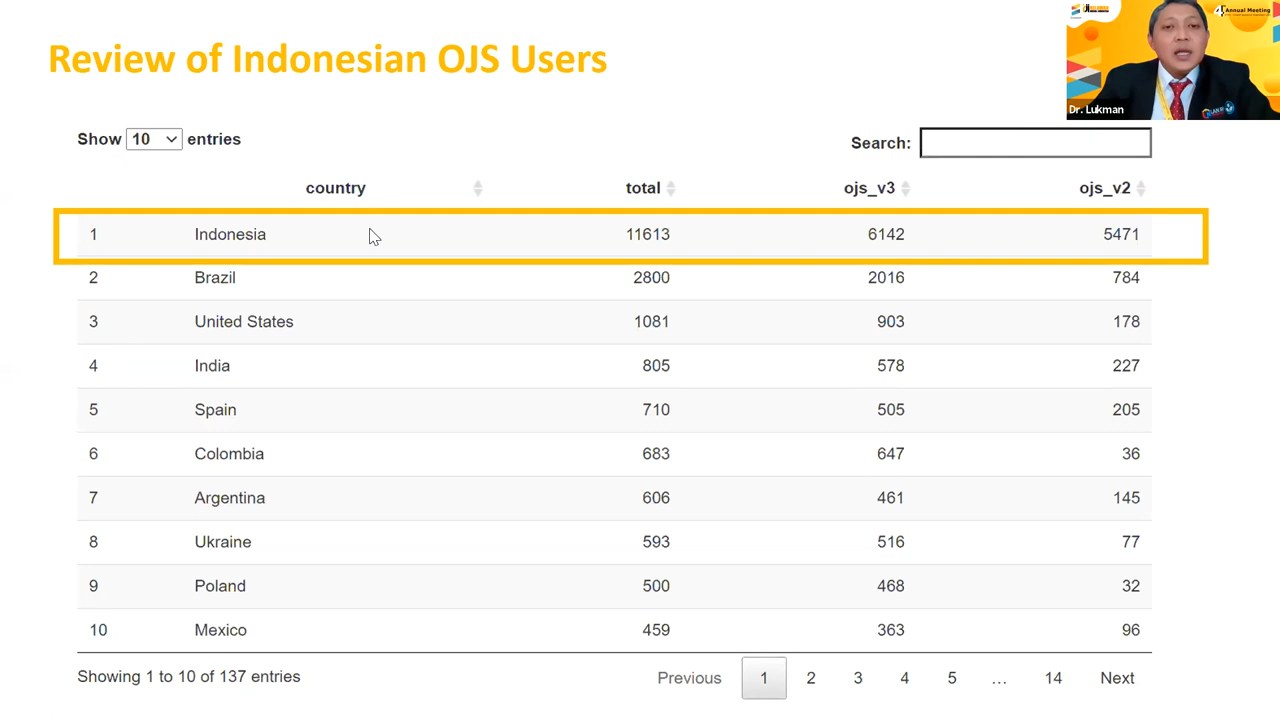 Review of Indonesian OJS Users
Annual Meeting
Dr. Lukman
Show 10 entries
Search:
country total ojs_v3 ojs_v2
1 Indonesia 11613 6142 5471
2 Brazil 2800 2016 784
3 United States 1081 903 178
4 India 805 578 227
5 Spain 710 505 205
6 Colombia 683 647 36
7 Argentina 606 461 145
8 Ukraine 593 516 77
9 Poland 500 468 32
10 Mexico 459 363 96
Showing 1 to 10 of 137 entries
Previous 1 2 3 4 5 … 14 Next